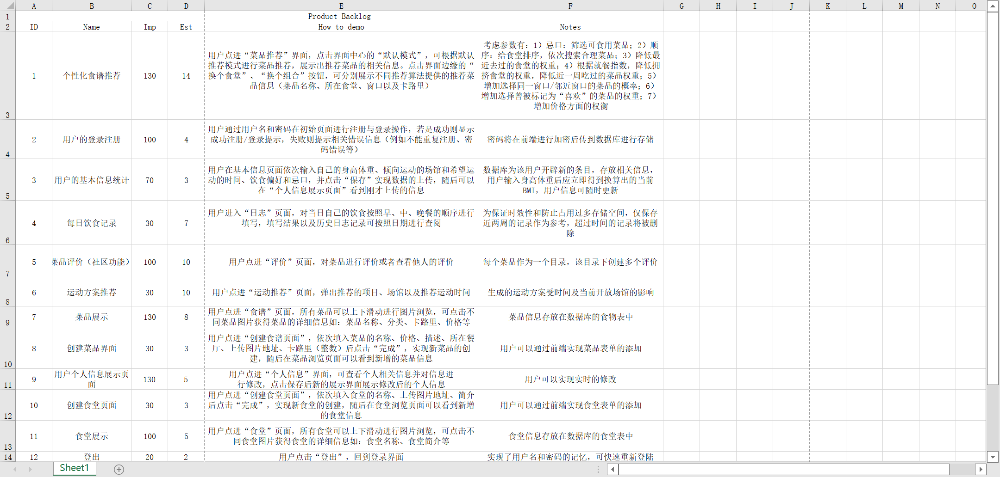 A B C D E F G H I J K L M N O
1 Product Backlog
2 ID Name Imp Est How to demo Notes
3
1
个性化食谱推荐
130
14
用户点进“菜品推荐”界面，点击界面中心的“默认模式”，可根据默认
推荐模式进行菜品推荐，展示出推荐菜品的相关信息。点击界面边缘的“
换个食堂”、“换个组合”按钮，可分别展示不同推荐算法提供的推荐菜
品信息（菜品名称、所在食堂、窗口以及卡路里）
考虑参数有：1）忌口：筛选可食用菜品；2）顺
序：给食堂排序，依次搜索合理菜品；3）降低最
近去过的食堂的权重；4）根据就餐指数，降低拥
挤食堂的权重，降低近一周吃过的菜品权重；5）
增加选择同一窗口/邻近窗口的菜品的概率；6）
增加选择曾被标记为“喜欢”的菜品的权重；7）
增加价格方面的权衡
4
2
用户的登录注册
100
4
用户通过用户名和密码在初始页面进行注册与登录操作，若是成功则显示
成功注册/登录提示，失败则提示相关错误信息（例如不能重复注册、密
码错误等）
密码将在前端进行加密后传到数据库进行存储
5
3
用户的基本信息统计
70
3
用户在基本信息页面依次输入自己的身高体重、倾向运动的场馆和希望运
动的时间、饮食偏好和忌口，并点击“保存”实现数据的上传，随后可以
在“个人信息展示页面”看到刚才上传的信息
数据库为该用户开辟新的条目，存放相关信息，
用户输入身高体重后应立即得到换算出的当前
BMI，用户信息可随时更新
6
4
每日饮食记录
30
7
用户进入“日志”页面，对当日自己的饮食按照早、中、晚餐的顺序进行
填写，填写结果以及历史日志记录可按照日期进行查阅
为保证时效性和防止占用过多存储空间，仅保存
近两周的记录作为参考，超过时间的记录将被删
除
7
5
菜品评价（社区功能）
100
10
用户点进“评价”页面，对菜品进行评价或者查看他人的评价
每个菜品作为一个目录，该目录下创建多个评价
8
6
运动方案推荐
30
10
用户点进“运动推荐”页面，弹出推荐的项目、场馆以及推荐运动时间
生成的运动方案受时间及当前开放场馆的影响
9
7
菜品展示
130
8
用户点进“食谱”页面，所有菜品可以上下滑动进行图片浏览，可点击不
同菜品图片获得菜品的详细信息如：菜品名称、分类、卡路里、价格等
菜品信息存放在数据库的食物表中
10
8
创建菜品界面
30
3
用户点进“创建食谱页面”，依次填入菜品的名称、价格、描述、所在餐
厅、上传图片地址、卡路里（整数）后点击“完成”，实现新菜品的创
建，随后在菜品浏览页面可以看到新增的菜品信息
用户可以通过前端实现菜品表单的添加
11
9
用户个人信息展示页
面
130
5
用户点进“个人信息”界面，可查看个人相关信息并对信息进
行修改，点击保存后新的展示界面展示修改后的个人信息
用户可以实现实时的修改
12
10
创建食堂页面
30
3
用户点进“创建食堂页面”，依次填入食堂的名称、上传图片地址、简介
后点击“完成”，实现新食堂的创建，随后在食堂浏览页面可以看到新增
的食堂信息
用户可以通过前端实现食堂表单的添加
13
11
食堂展示
100
5
用户点进“食堂”页面，所有食堂可以上下滑动进行图片浏览，可点击不
同食堂图片获得食堂的详细信息如：食堂名称、食堂简介等
食堂信息存放在数据库的食堂表中
14
12
登出
20
2
用户点击“登出”，回到登录界面
实现了用户名和密码的记忆，可快速重新登陆
Sheet1